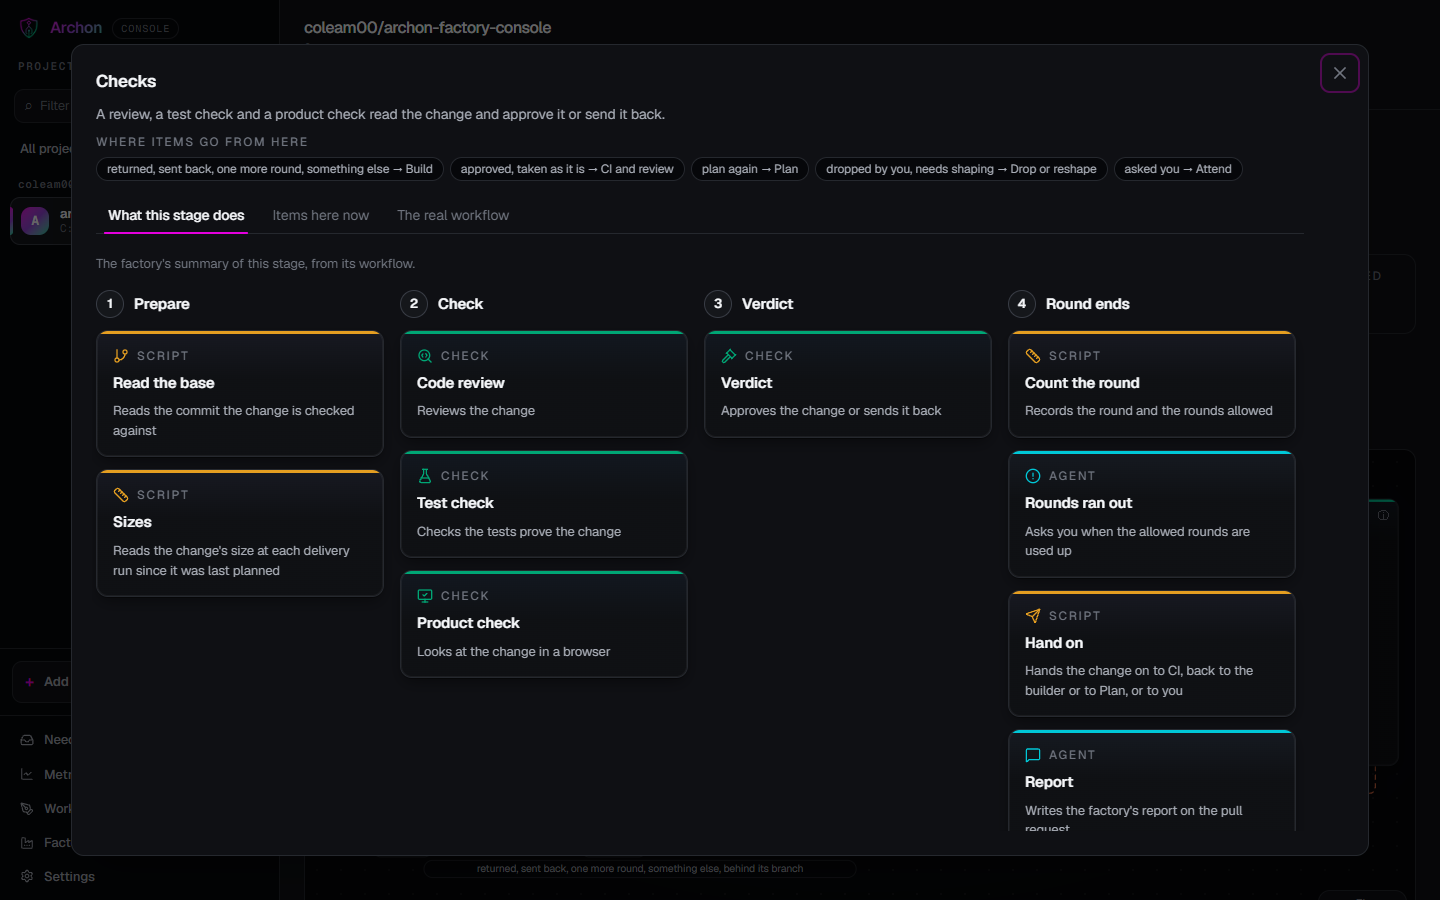 Archon CONSOLE
coleam00/archon-factory-console
PROJECT
Filter
All proje
coleam00
A
Checks
A review, a test check and a product check read the change and approve it or send it back.
WHERE ITEMS GO FROM HERE
returned, sent back, one more round, something else → Build
approved, taken as it is → CI and review
plan again → Plan
dropped by you, needs shaping → Drop or reshape
asked you → Attend
What this stage does
Items here now
The real workflow
The factory's summary of this stage, from its workflow.
1 Prepare
SCRIPT
Read the base
Reads the commit the change is checked
against
SCRIPT
Sizes
Reads the change's size at each delivery
run since it was last planned
2 Check
CHECK
Code review
Reviews the change
CHECK
Test check
Checks the tests prove the change
CHECK
Product check
Looks at the change in a browser
3 Verdict
CHECK
Verdict
Approves the change or sends it back
4 Round ends
SCRIPT
Count the round
Records the round and the rounds allowed
AGENT
Rounds ran out
Asks you when the allowed rounds are
used up
SCRIPT
Hand on
Hands the change on to CI, back to the
builder or to Plan, or to you
AGENT
Report
Writes the factory's report on the pull
request
+ Add
Need
Metr
Work
Fact
Settings
returned, sent back, one more round, something else, behind its branch